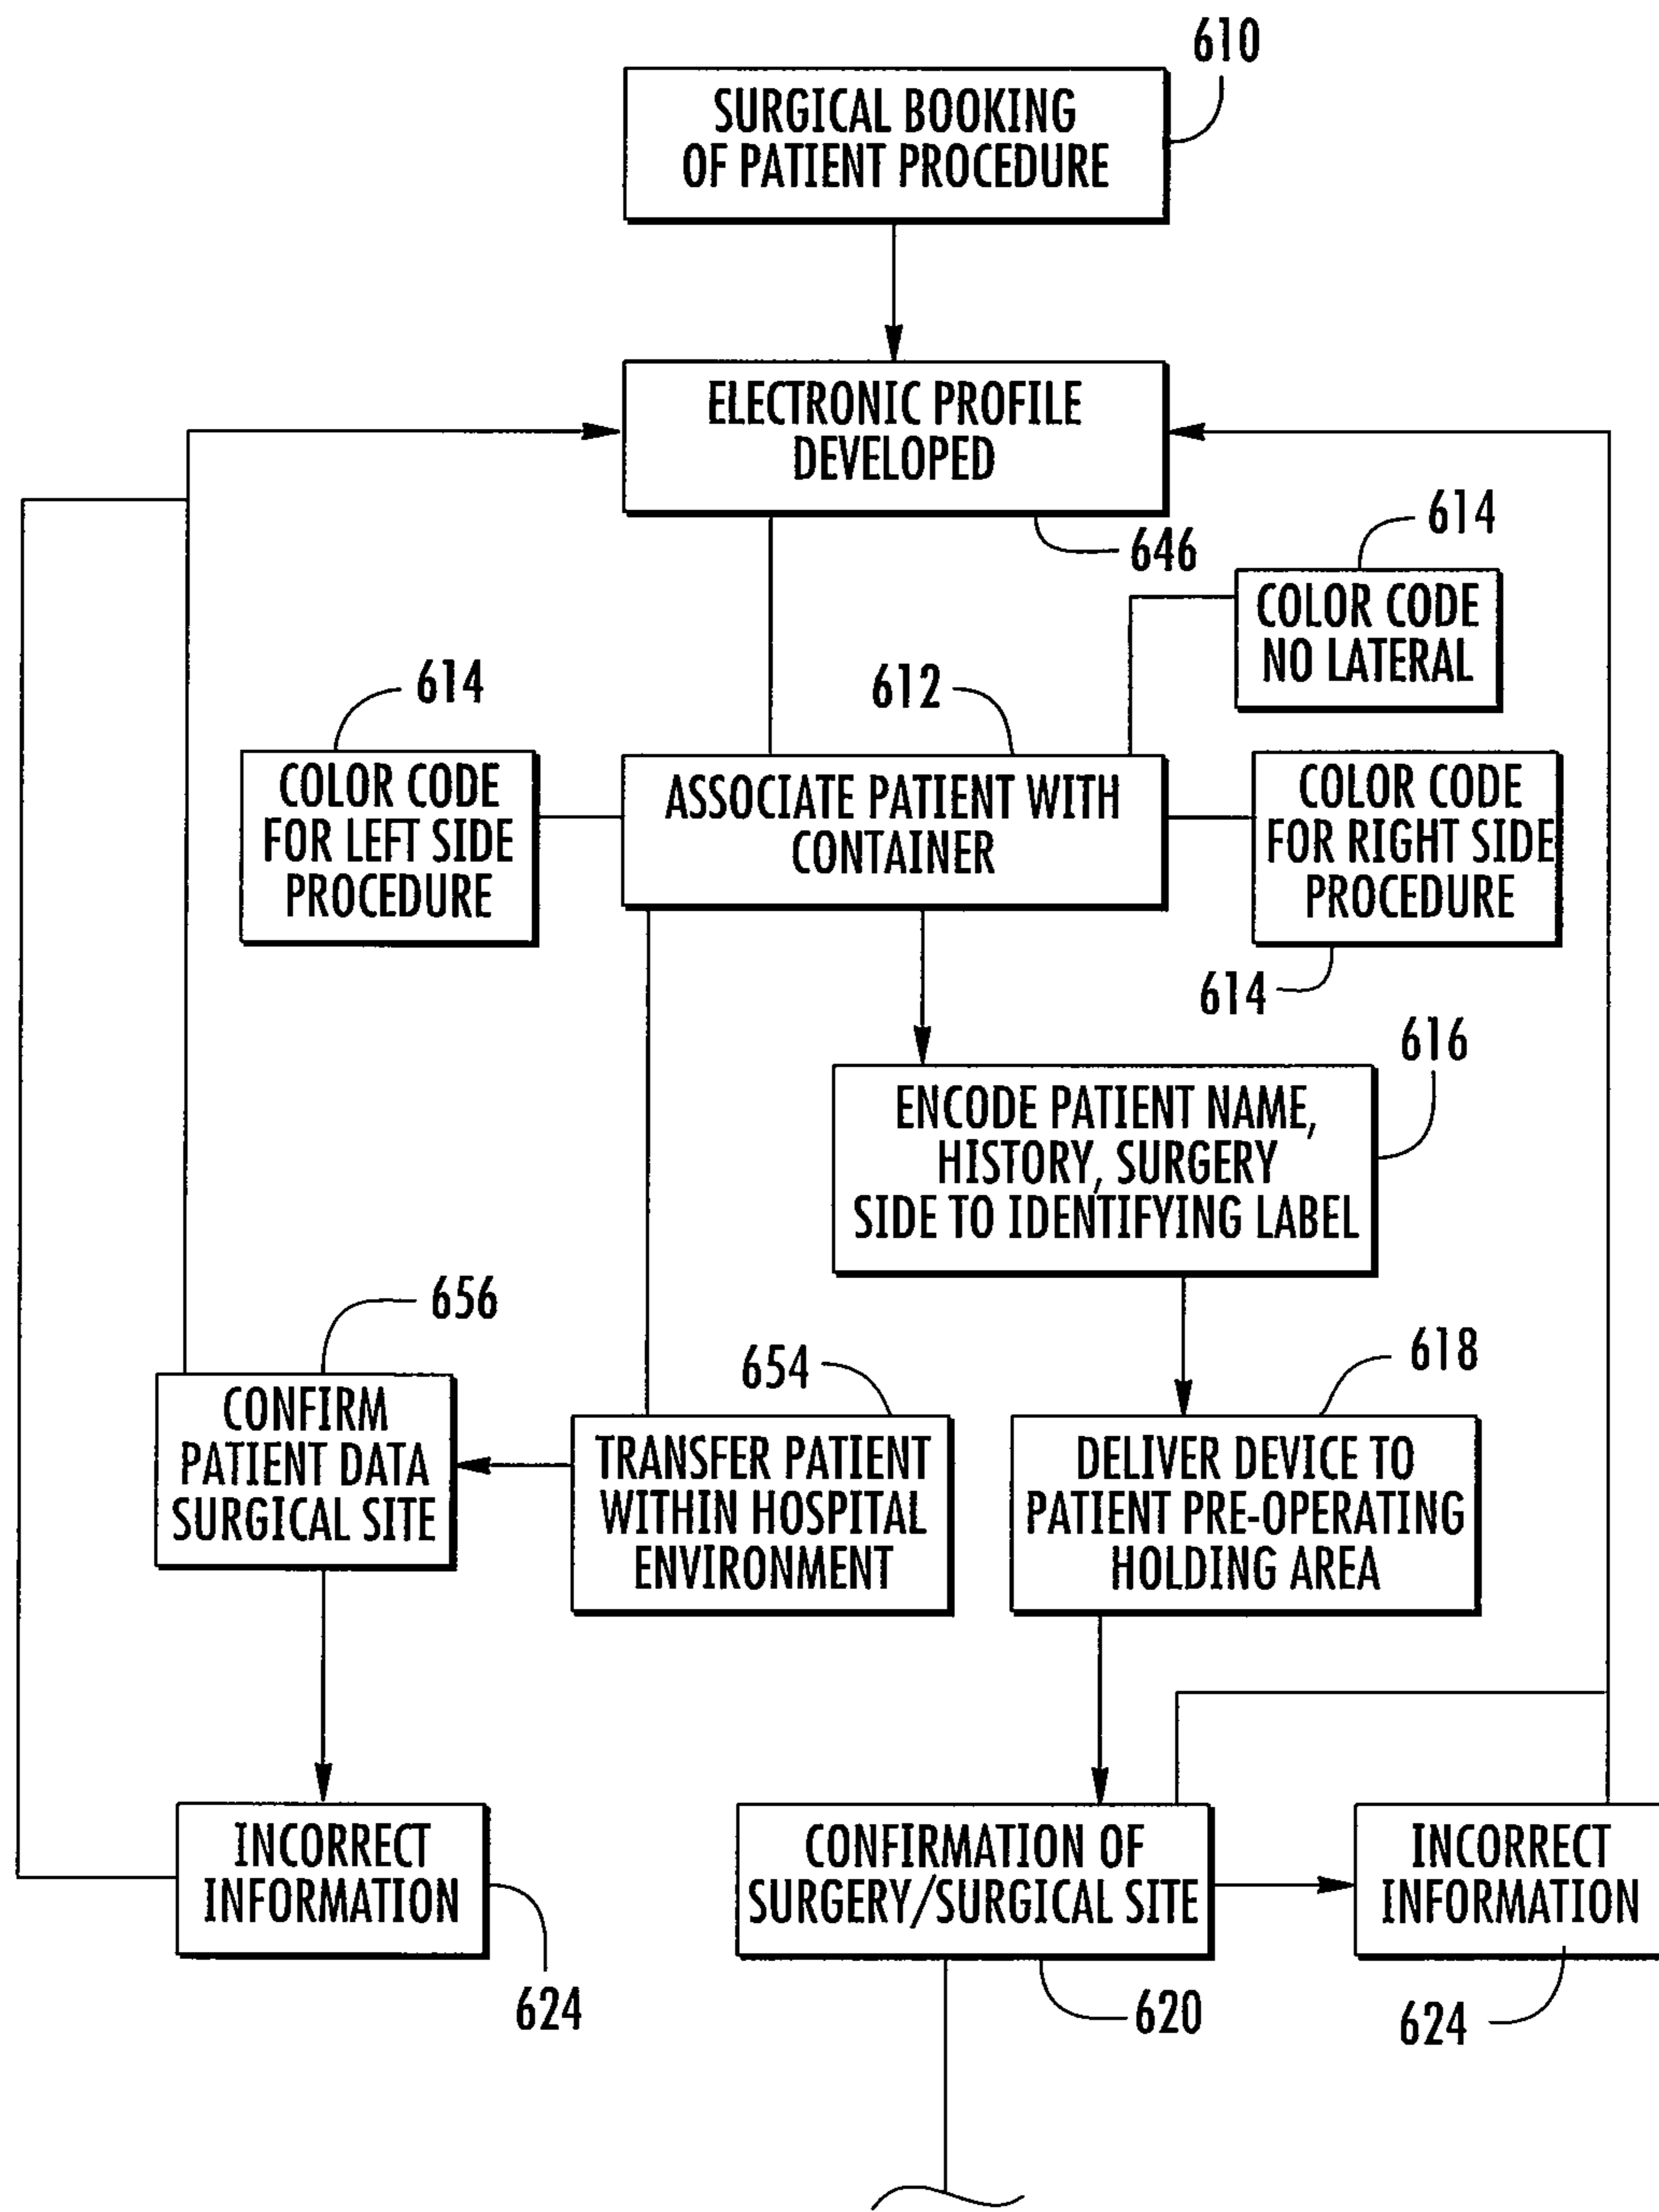 610
SURGICAL BOOKING
OF PATIENT PROCEDURE
ELECTRONIC PROFILE
DEVELOPED
646
614
COLOR CODE
NO LATERAL
614
612
COLOR CODE
FOR LEFT SIDE
PROCEDURE
ASSOCIATE PATIENT WITH
CONTAINER
COLOR CODE
FOR RIGHT SIDE
PROCEDURE
614
616
ENCODE PATIENT NAME,
HISTORY, SURGERY
SIDE TO IDENTIFYING LABEL
656
654
618
CONFIRM
PATIENT DATA
SURGICAL SITE
TRANSFER PATIENT
WITHIN HOSPITAL
ENVIRONMENT
DELIVER DEVICE TO
PATIENT PRE-OPERATING
HOLDING AREA
INCORRECT
INFORMATION
624
CONFIRMATION OF
SURGERY/SURGICAL SITE
620
INCORRECT
INFORMATION
624